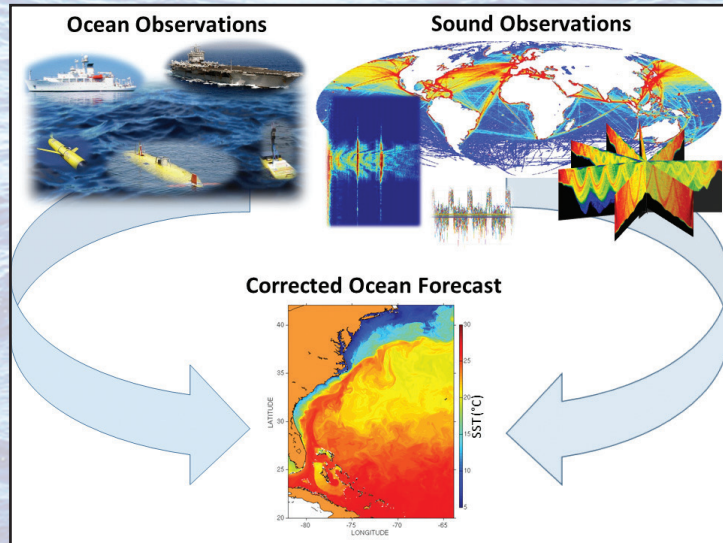 Ocean Observations
Sound Observations
Corrected Ocean Forecast
40
35
30
25
20
LATITUDE
-80
-75
-70
-65
LONGITUDE
30
25
20
15
10
5
SST (°C)